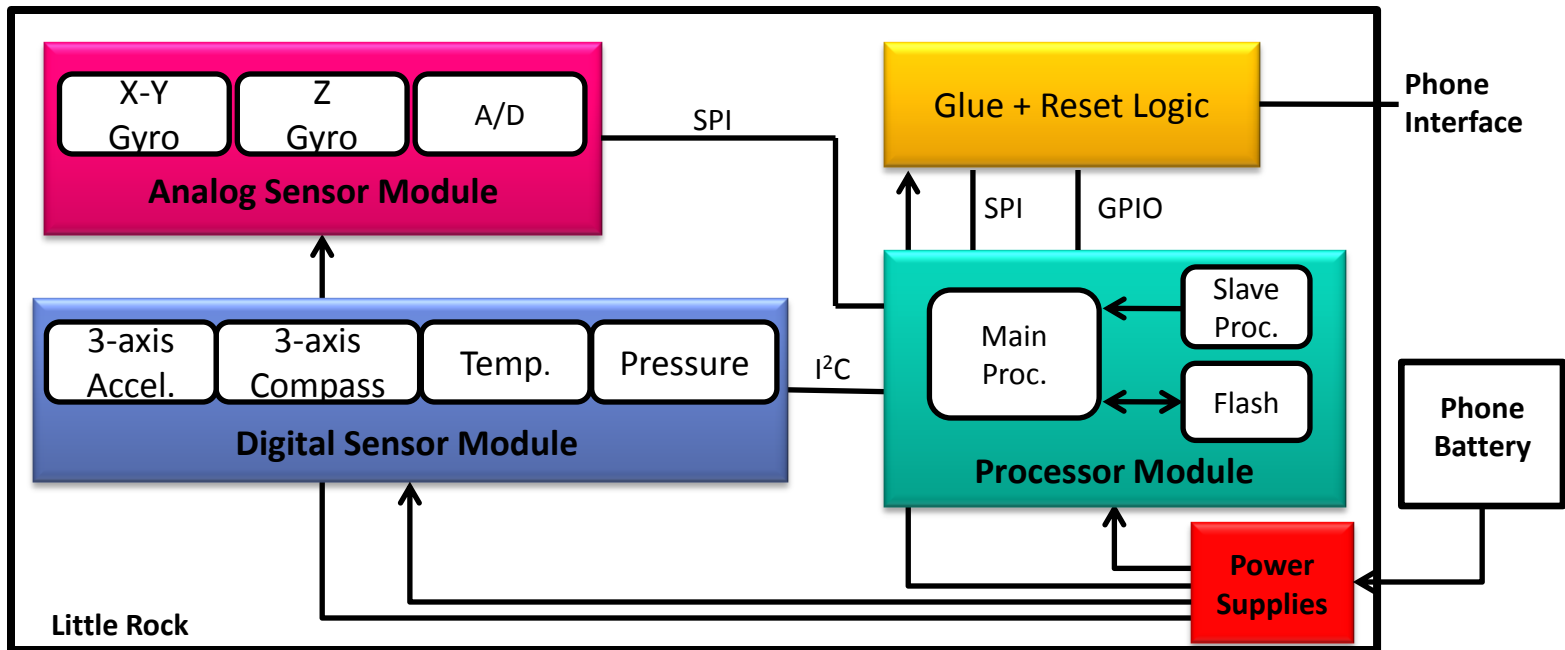 X-Y
Gyro
Z
Gyro
A/D
Analog Sensor Module
SPI
Glue + Reset Logic
Phone
Interface
SPI
GPIO
3-axis
Accel.
3-axis
Compass
Temp.
Pressure
Digital Sensor Module
I²C
Main
Proc.
Slave
Proc.
Flash
Processor Module
Phone
Battery
Power
Supplies
Little Rock